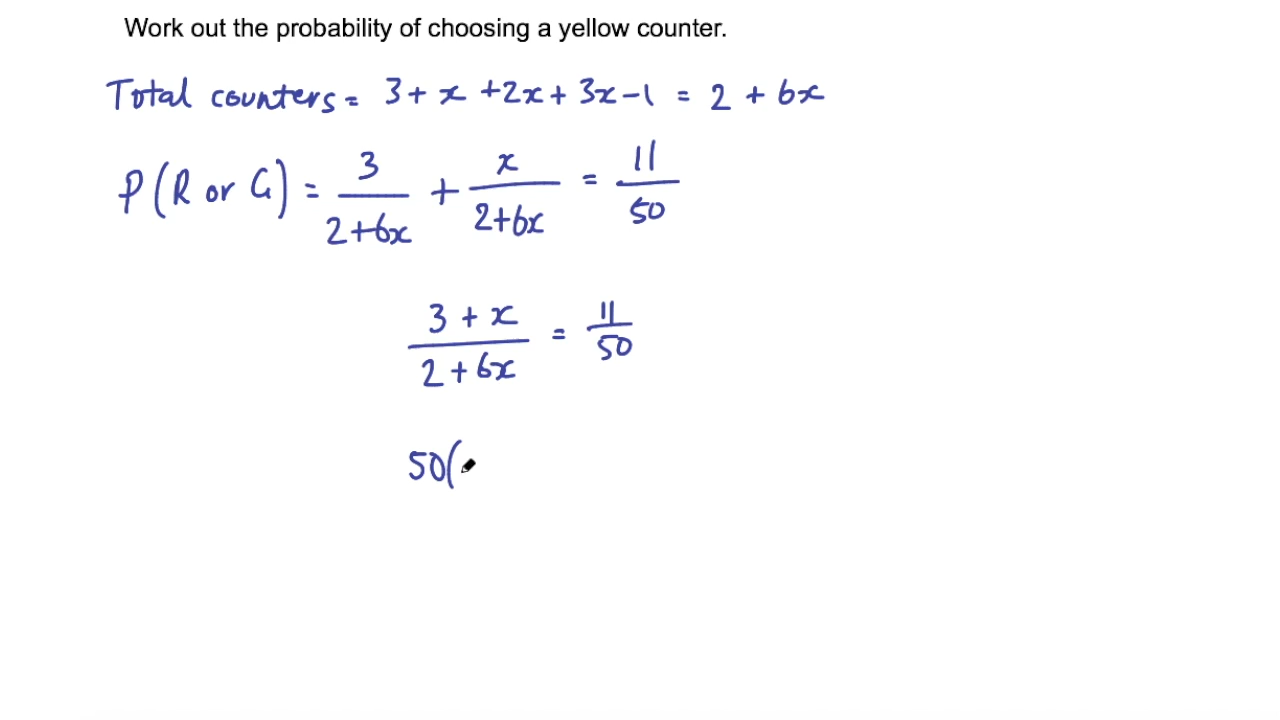 Work out the probability of choosing a yellow counter.
Total counters = 3 + x + 2x + 3x - 1 = 2 + 6x
P(R or G) = 3/(2+6x) + x/(2+6x) = 11/50
(3 + x)/(2 + 6x) = 11/50
50(